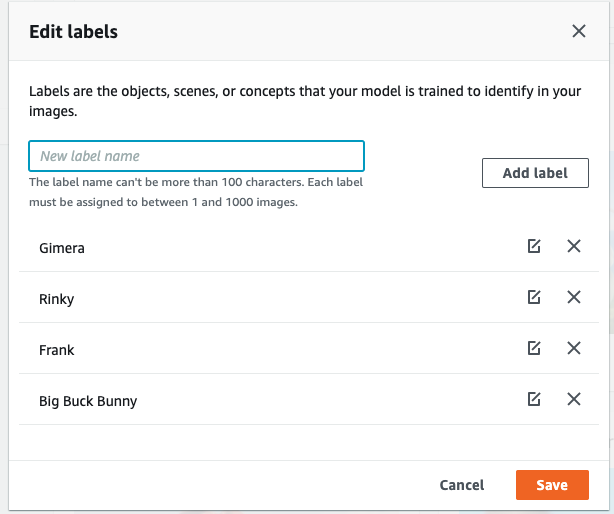 Edit labels
Labels are the objects, scenes, or concepts that your model is trained to identify in your
images.
New label name
Add label
The label name can't be more than 100 characters. Each label
must be assigned to between 1 and 1000 images.
Gimera
Rinky
Frank
Big Buck Bunny
Cancel
Save